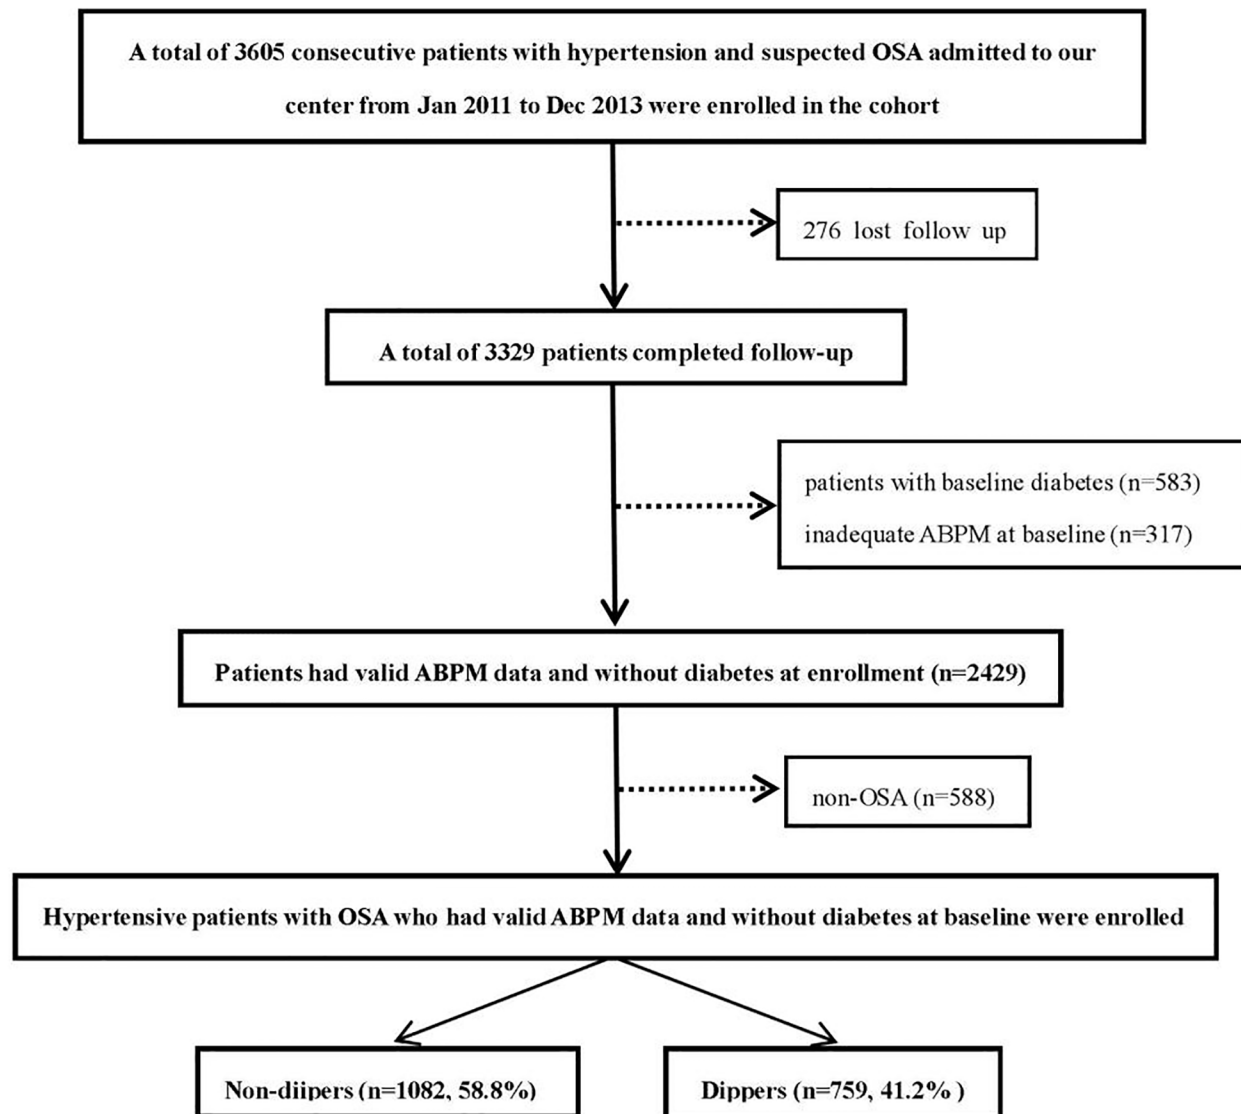 A total of 3605 consecutive patients with hypertension and suspected OSA admitted to our
center from Jan 2011 to Dec 2013 were enrolled in the cohort
276 lost follow up
A total of 3329 patients completed follow-up
patients with baseline diabetes (n=583)
inadequate ABPM at baseline (n=317)
Patients had valid ABPM data and without diabetes at enrollment (n=2429)
non-OSA (n=588)
Hypertensive patients with OSA who had valid ABPM data and without diabetes at baseline were enrolled
Non-diipers (n=1082, 58.8%)
Dippers (n=759, 41.2% )